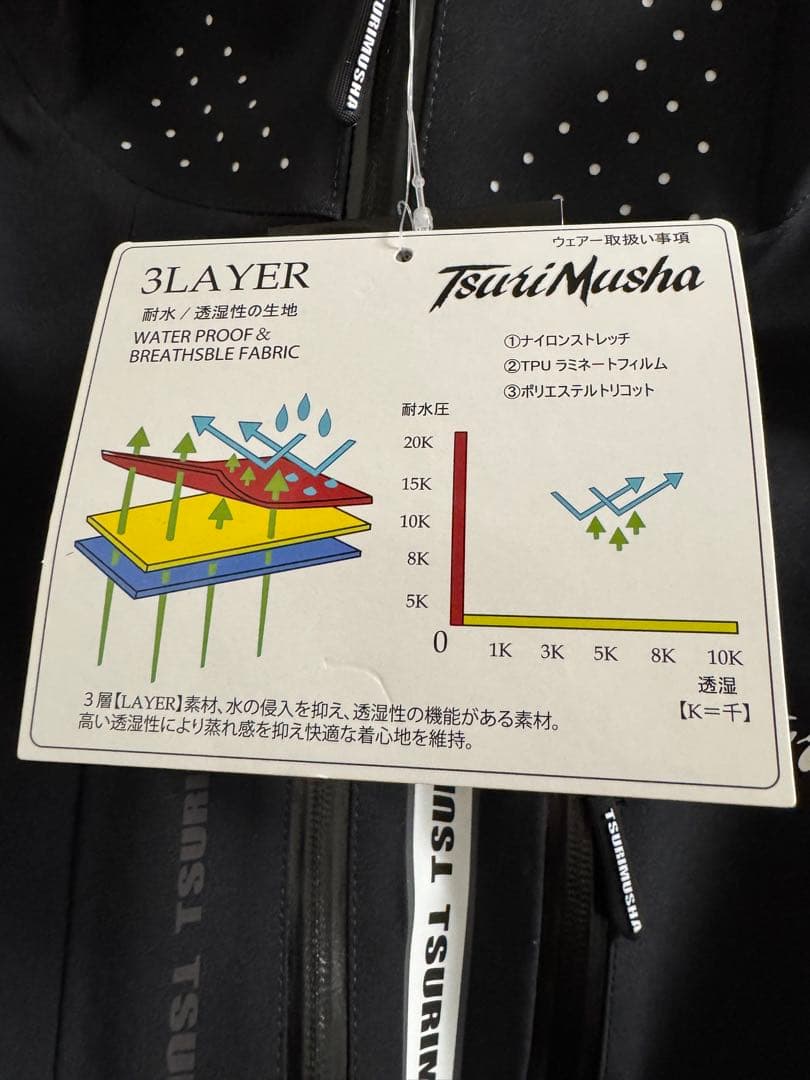 TSURIMUSHA
ウェアー取扱い事項
3LAYER
TsuriMusha
耐水 / 透湿性の生地
WATER PROOF &
BREATHSBLE FABRIC
①ナイロンストレッチ
②TPU ラミネートフィルム
③ポリエステルトリコット
耐水圧
20K
15K
10K
8K
5K
0
1K
3K
5K
8K
10K
透湿
【K=千】
3層【LAYER】素材、水の侵入を抑え、透湿性の機能がある素材。
高い透湿性により蒸れ感を抑え快適な着心地を維持。
TSURI
TSU
TSU
TSURIM
TSURIMUSHA